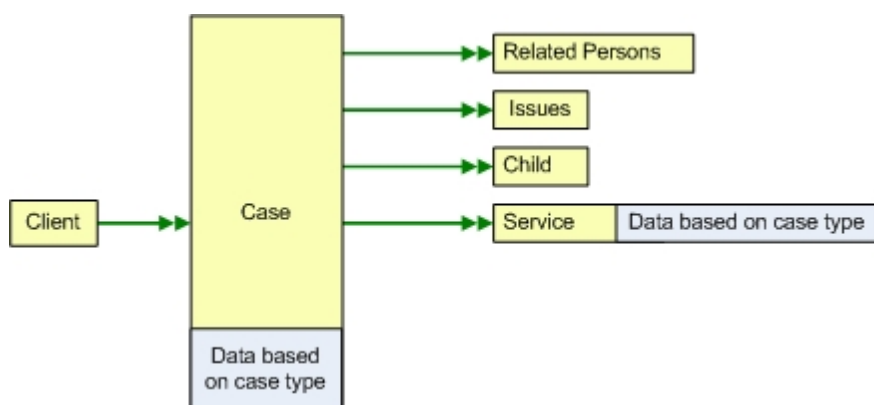 Related Persons
Issues
Child
Client
Case
Service
Data based on case type
Data based
on case type